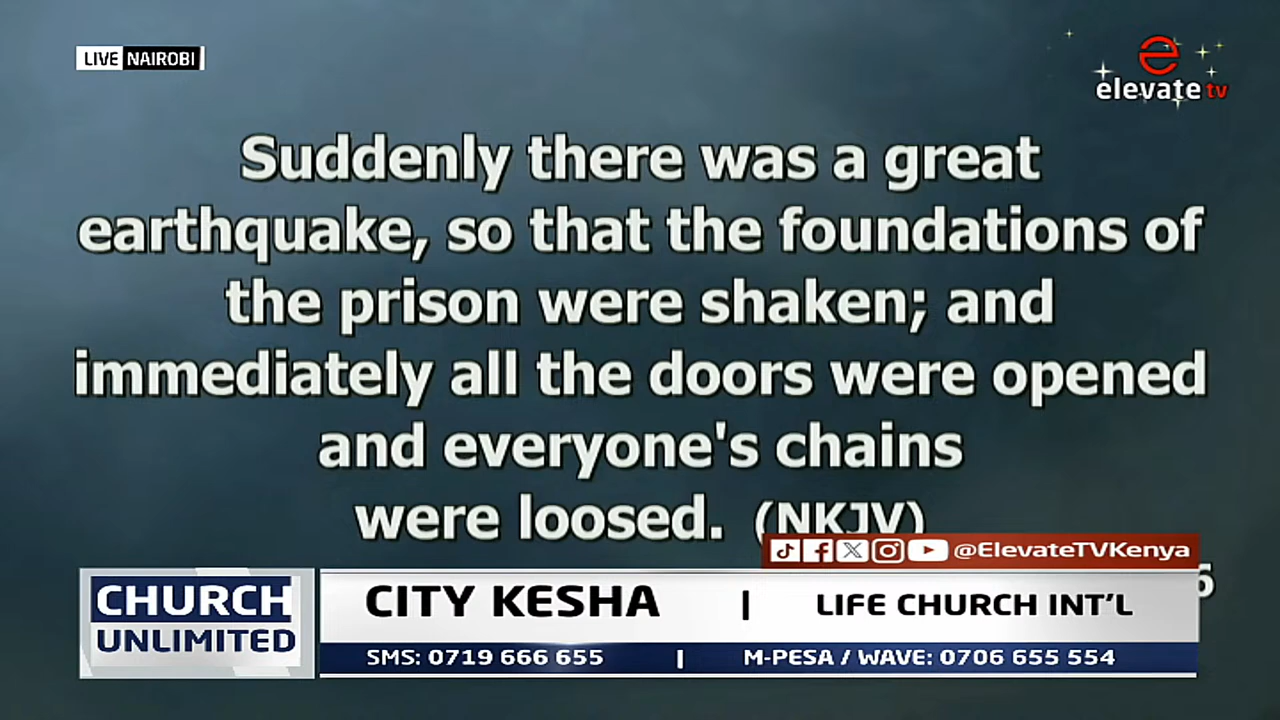 LIVE NAIROBI
elevate tv
Suddenly there was a great
earthquake, so that the foundations of
the prison were shaken; and
immediately all the doors were opened
and everyone's chains
were loosed. (NKJV)
@ElevateTVKenya
6
CHURCH
UNLIMITED
CITY KESHA | LIFE CHURCH INT'L
SMS: 0719 666 655 | M-PESA / WAVE: 0706 655 554